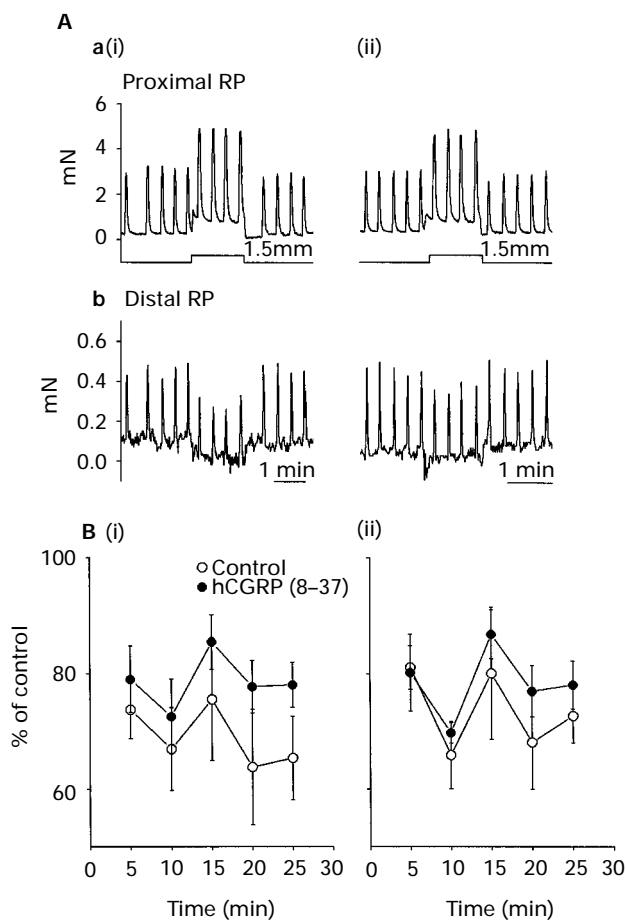 A
a(i) (ii)
Proximal RP
6
4
2
0
mN
1.5mm 1.5mm
b Distal RP
0.6
0.4
0.2
0.0
mN
1 min 1 min
B (i) (ii)
100
80
60
% of control
Control
hCGRP (8–37)
0 5 10 15 20 25 30 0 5 10 15 20 25 30
Time (min) Time (min)